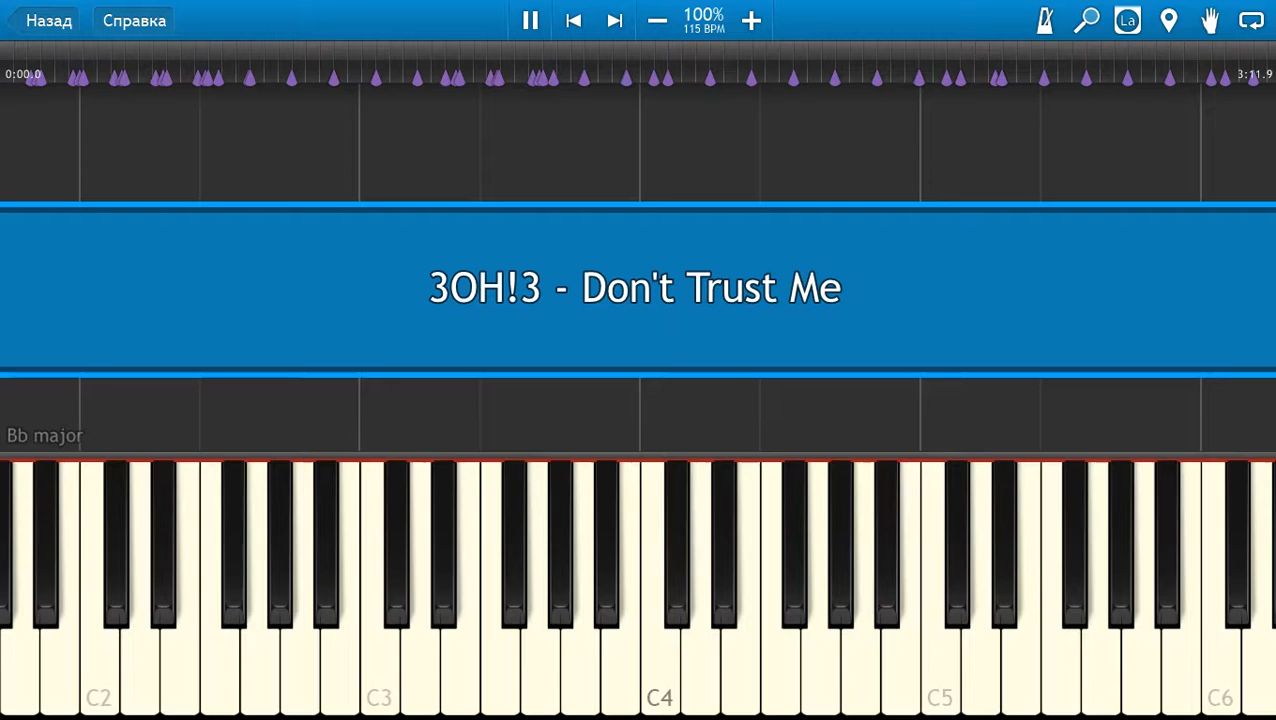 Назад
Справка
100%
115 BPM
La
0:00.0
3:11.9
3OH!3 - Don't Trust Me
Bb major
C2
C3
C4
C5
C6